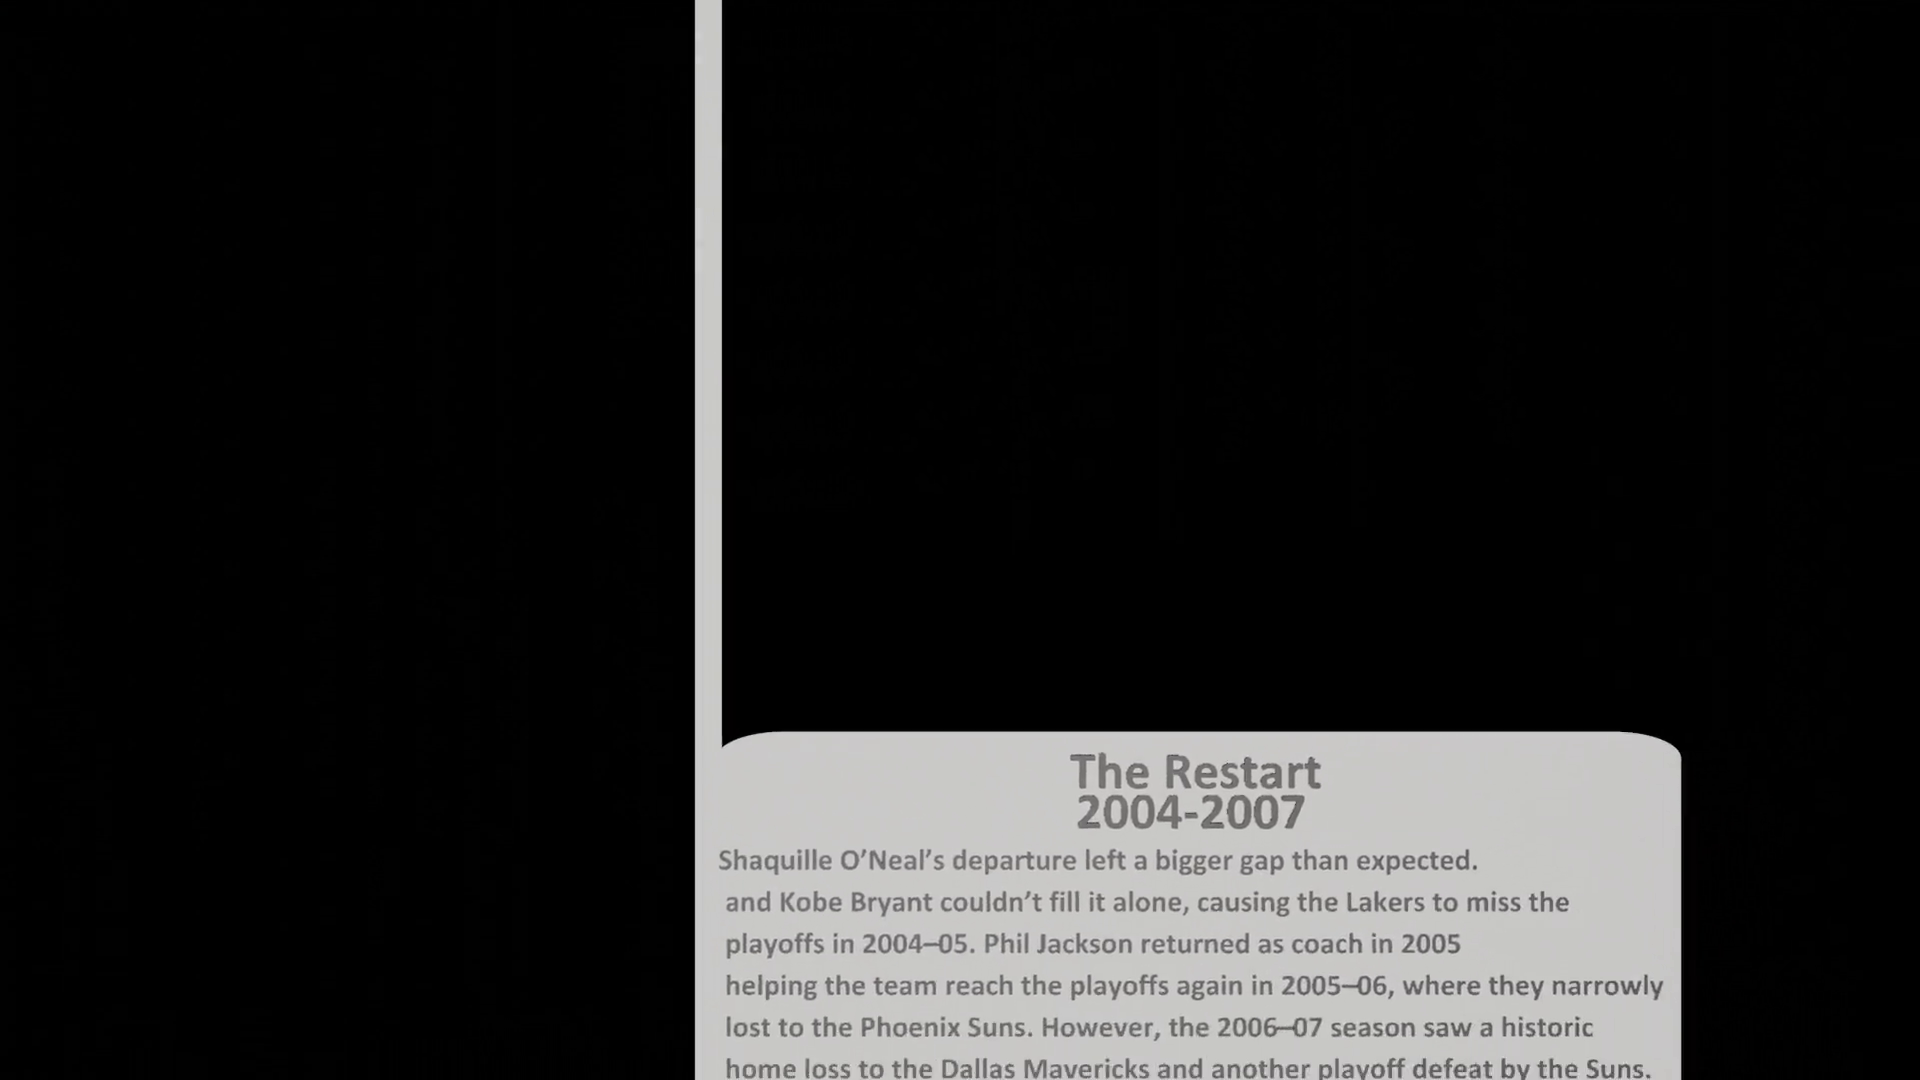 The Restart
2004-2007
Shaquille O’Neal’s departure left a bigger gap than expected.
and Kobe Bryant couldn’t fill it alone, causing the Lakers to miss the
playoffs in 2004–05. Phil Jackson returned as coach in 2005
helping the team reach the playoffs again in 2005–06, where they narrowly
lost to the Phoenix Suns. However, the 2006–07 season saw a historic
home loss to the Dallas Mavericks and another playoff defeat by the Suns.